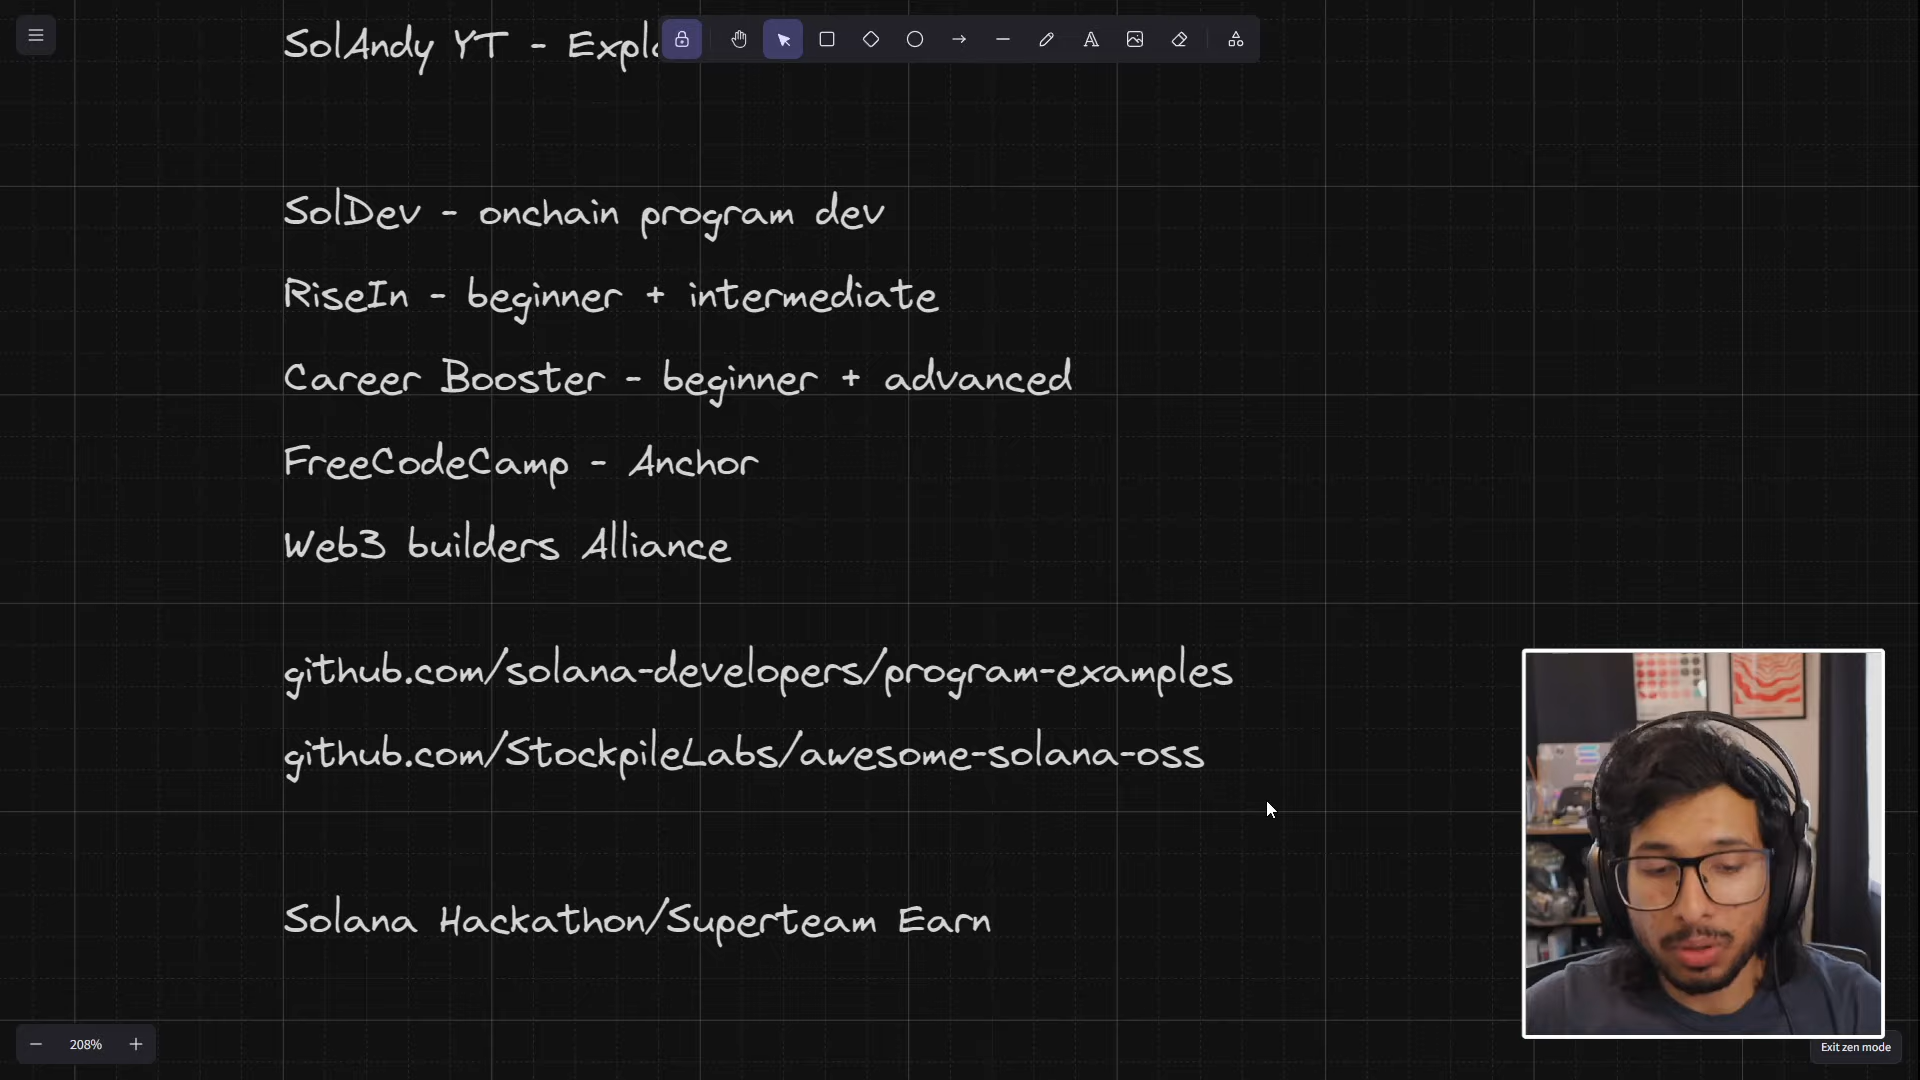 SolAndy YT - Expl
SolDev - onchain program dev
RiseIn - beginner + intermediate
Career Booster - beginner + advanced
FreeCodeCamp - Anchor
Web3 builders Alliance
github.com/solana-developers/program-examples
github.com/StockpileLabs/awesome-solana-oss
Solana Hackathon/Superteam Earn
208%
Exit zen mode